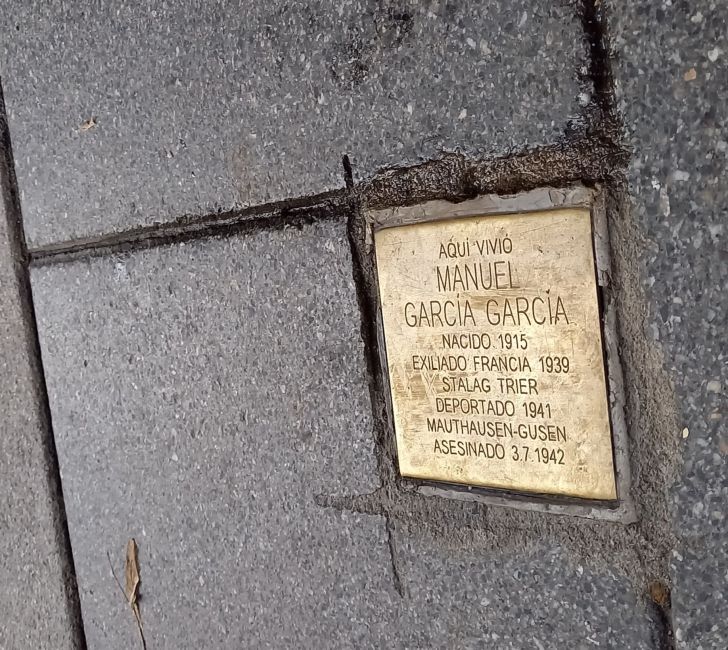 AQUÍ VIVIÓ
MANUEL
GARCÍA GARCÍA
NACIDO 1915
EXILIADO FRANCIA 1939
STALAG TRIER
DEPORTADO 1941
MAUTHAUSEN-GUSEN
ASESINADO 3.7.1942